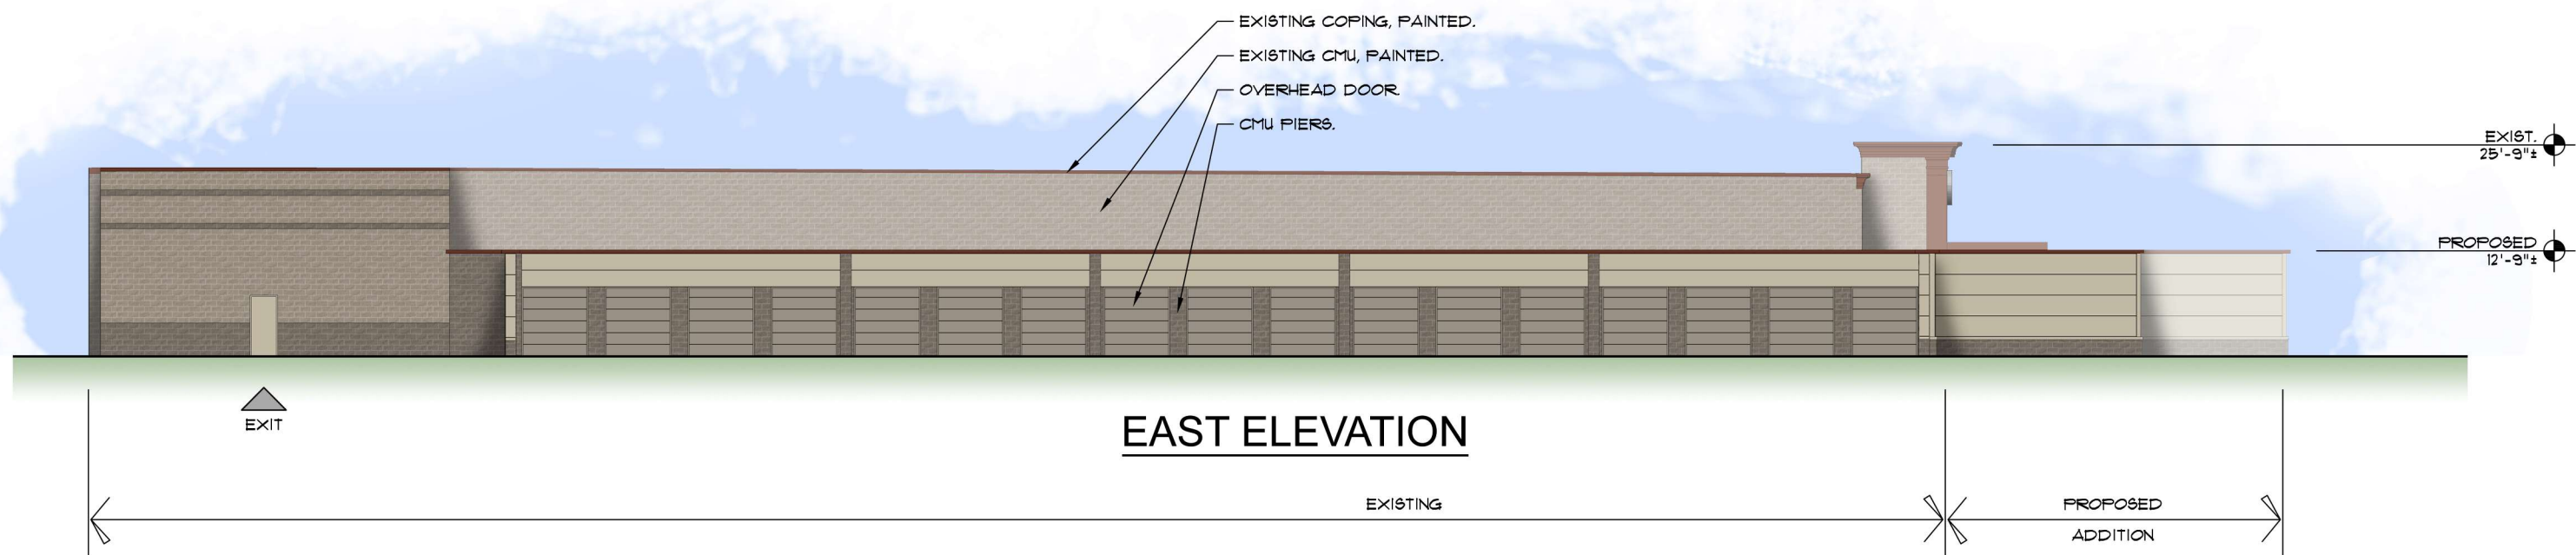 EXISTING COPING, PAINTED.
EXISTING CMU, PAINTED.
OVERHEAD DOOR.
CMU PIERS.
EXIST.
25'-9"±
PROPOSED
12'-9"±
EXIT
EAST ELEVATION
EXISTING
PROPOSED
ADDITION